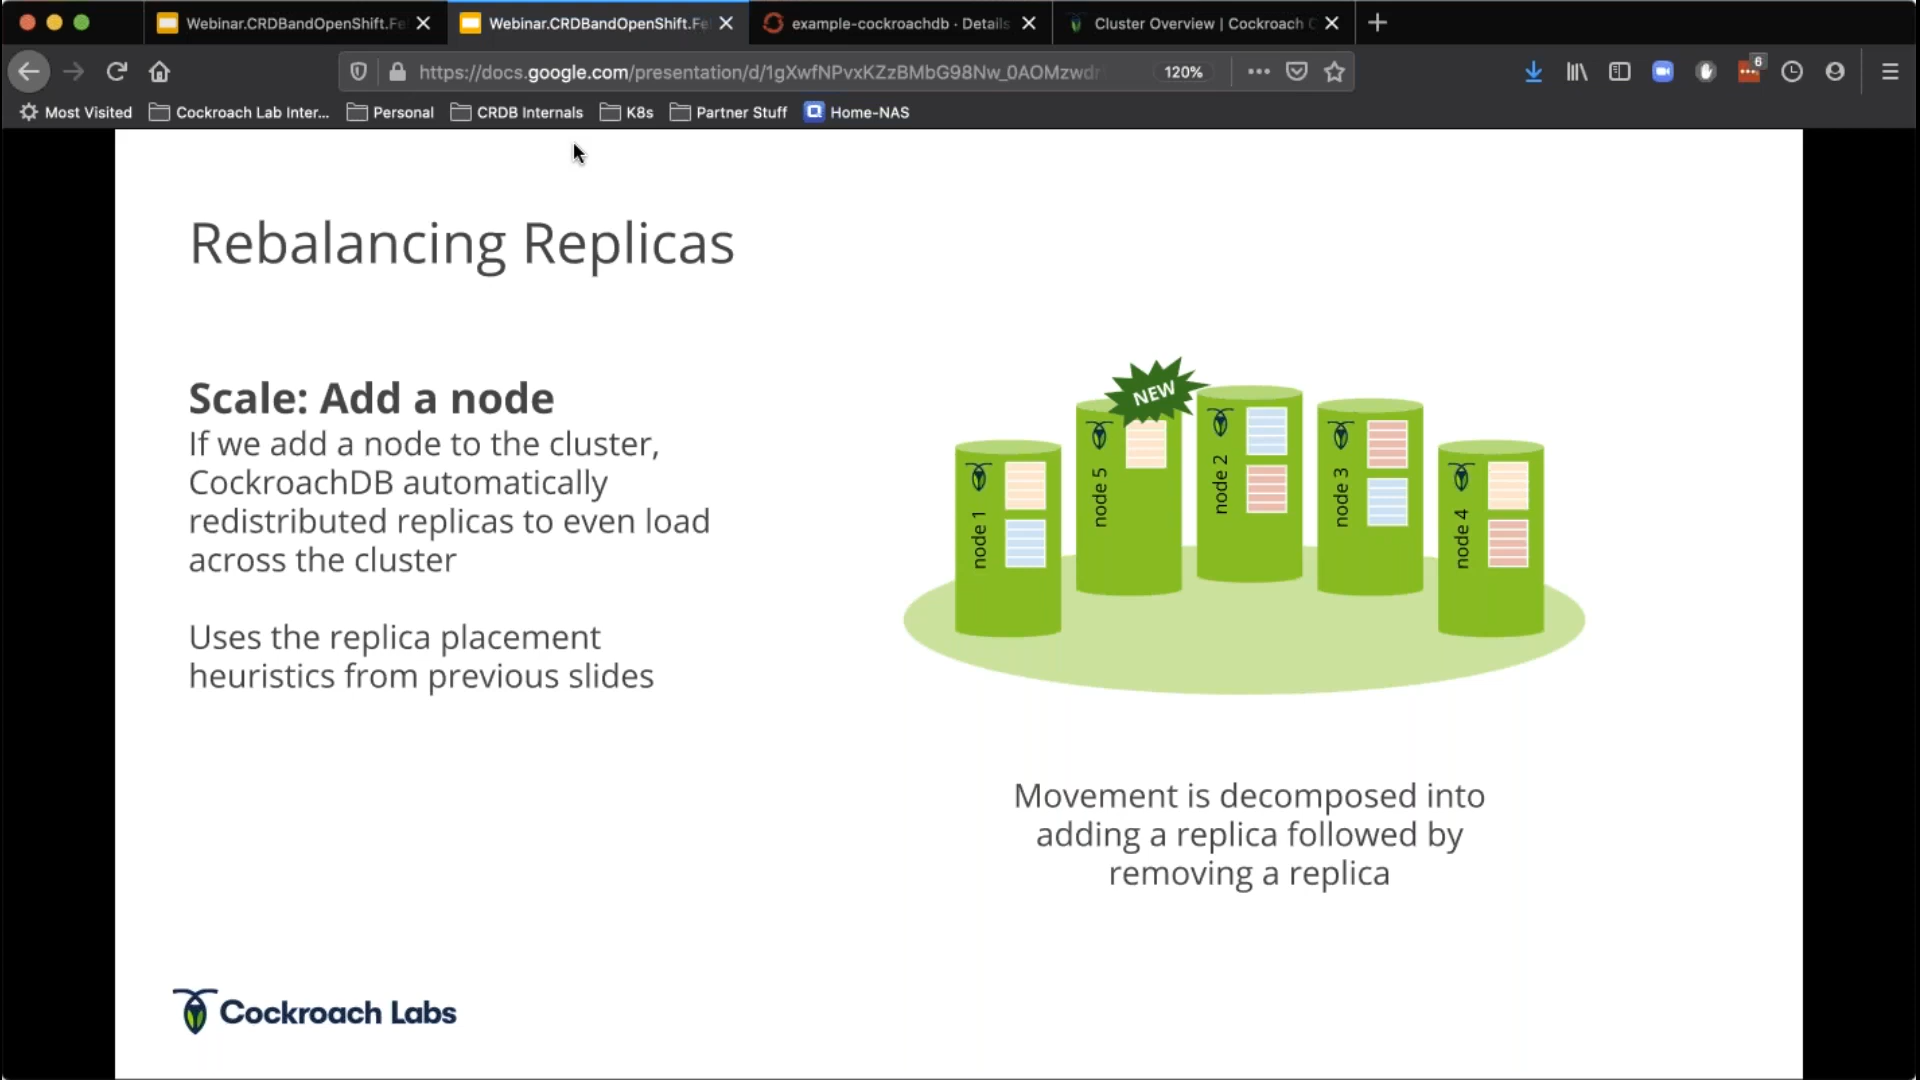 Webinar.CRDBandOpenShift.Fe
Webinar.CRDBandOpenShift.Fe
example-cockroachdb · Details
Cluster Overview | Cockroach C
https://docs.google.com/presentation/d/1gXwfNPvxKZzBMbG98Nw_0AOMzwdr
120%
6
Most Visited
Cockroach Lab Inter...
Personal
CRDB Internals
K8s
Partner Stuff
Home-NAS
Rebalancing Replicas
Scale: Add a node
If we add a node to the cluster,
CockroachDB automatically
redistributed replicas to even load
across the cluster
Uses the replica placement
heuristics from previous slides
NEW
node 1
node 5
node 2
node 3
node 4
Movement is decomposed into
adding a replica followed by
removing a replica
Cockroach Labs